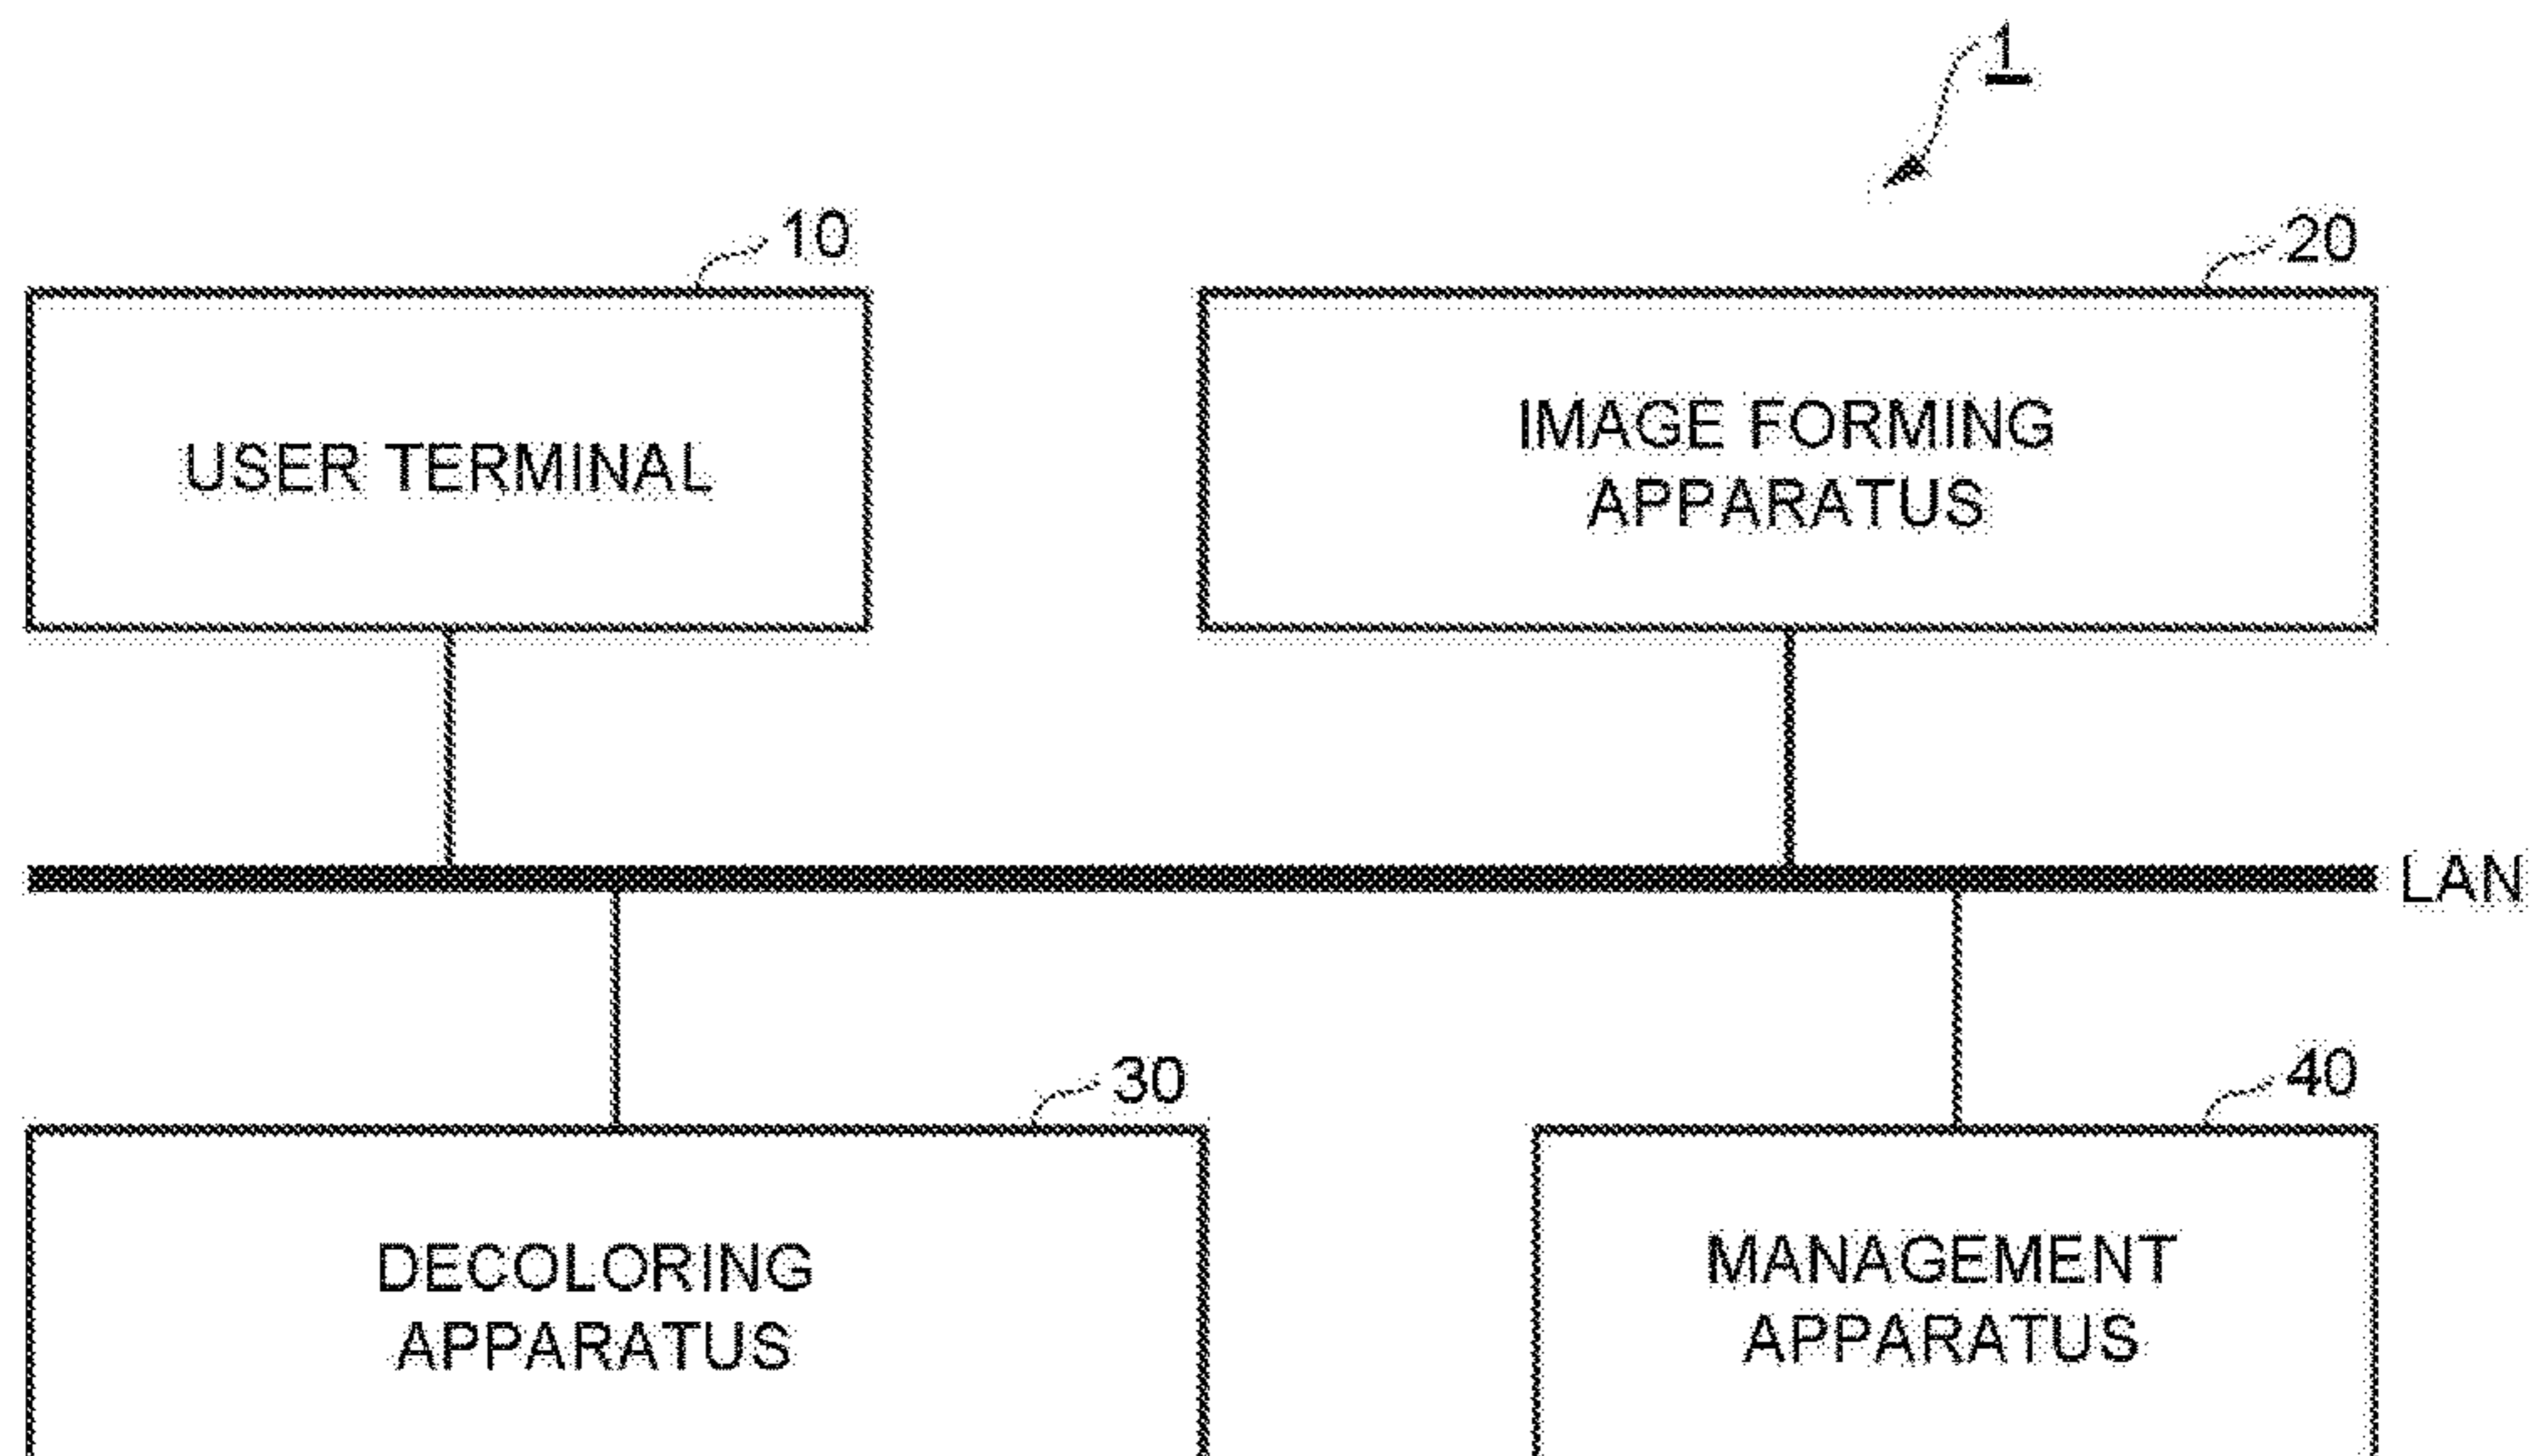 1
10
20
USER TERMINAL
IMAGE FORMING
APPARATUS
LAN
30
40
DECOLORING
APPARATUS
MANAGEMENT
APPARATUS